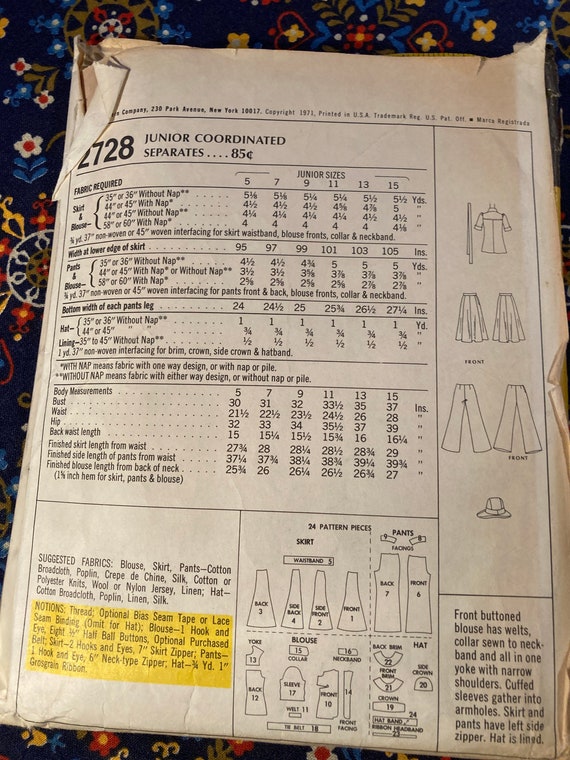 Company, 230 Park Avenue, New York 10017. Copyright 1971, Printed in U.S.A. Trademark Reg. U.S. Pat. Off. ■ Marca Registrada
2728 JUNIOR COORDINATED
SEPARATES .... 85¢
JUNIOR SIZES
FABRIC REQUIRED 5 7 9 11 13 15
Skirt & Blouse—
35" or 36" Without Nap** 5⅛ 5⅛ 5¼ 5¼ 5½ 5½ Yds.
44" or 45" With Nap* 4½ 4½ 4½ 4⅝ 4⅞ 5 "
44" or 45" Without Nap** 4¼ 4¼ 4¼ 4¼ 4½ 4½ "
58" or 60" With Nap* 4 4 4 4 4 4⅛ "
¾ yd. 37" non-woven or 45" woven interfacing for skirt waistband, blouse fronts, collar & neckband.
Width at lower edge of skirt 95 97 99 101 103 105 Ins.
Pants & Blouse—
35" or 36" Without Nap** 4½ 4½ 4¾ 5 5 5 Yds.
44" or 45" With Nap* or Without Nap** 3½ 3½ 3⅝ 3⅞ 3⅞ 3⅞ "
58" or 60" With Nap* 2⅝ 2⅝ 2⅝ 2⅞ 2⅞ 2⅞ "
¾ yd. 37" non-woven or 45" woven interfacing for pants front & back, blouse fronts, collar & neckband.
Bottom width of each pants leg 24 24½ 25 25¾ 26½ 27¼ Ins.
Hat—
35" or 36" Without Nap** 1 1 1 1 1 1 Yd.
44" or 45" " " ¾ ¾ ¾ ¾ ¾ ¾ "
Lining—35" to 45" Without Nap** ½ ½ ½ ½ ½ ½ "
1 yd. 37" non-woven interfacing for brim, crown, side crown & hatband.
*WITH NAP means fabric with one way design, or with nap or pile.
**WITHOUT NAP means fabric with either way design, or without nap or pile.
Body Measurements 5 7 9 11 13 15
Bust 30 31 32 33½ 35 37 Ins.
Waist 21½ 22½ 23½ 24½ 26 28 "
Hip 32 33 34 35½ 37 39 "
Back waist length 15 15¼ 15½ 15¾ 16 16¼ "
Finished skirt length from waist 27¾ 28 28¼ 28½ 28¾ 29 "
Finished side length of pants from waist 37¼ 37¾ 38¼ 38¾ 39¼ 39¾ "
Finished blouse length from back of neck 25¾ 26 26¼ 26½ 26¾ 27 "
(1⅝ inch hem for skirt, pants & blouse)
FRONT
FRONT
SUGGESTED FABRICS: Blouse, Skirt, Pants—Cotton
Broadcloth, Poplin, Crepe de Chine, Silk, Cotton or
Polyester Knits, Wool or Nylon Jersey, Linen; Hat—
Cotton Broadcloth, Poplin, Linen, Silk.
NOTIONS: Thread; Optional Bias Seam Tape or Lace
Seam Binding (Omit for Hat); Blouse—1 Hook and
Eye, Eight ½" Half Ball Buttons, Optional Purchased
Belt; Skirt—2 Hooks and Eyes, 7" Skirt Zipper; Pants—
1 Hook and Eye, 6" Neck-type Zipper; Hat—¾ Yd. 1"
Grosgrain Ribbon.
24 PATTERN PIECES
SKIRT
WAISTBAND 5
BACK 3
SIDE BACK 4
FRONT 2
FRONT 1
PANTS
9 8
FACINGS
BACK 7
FRONT 6
BLOUSE
YOKE 13
COLLAR 15
NECKBAND 16
BACK 12
SLEEVE 17
WELT 11
FRONT 10
14
FRONT FACING
TIE BELT 18
HAT
BACK BRIM 22
FRONT BRIM 21
SIDE CROWN 20
CROWN 19
HAT BAND 24
RIBBON HEADBAND 23
Front buttoned
blouse has welts,
collar sewn to neck-
band and all in one
yoke with narrow
shoulders. Cuffed
sleeves gather into
armholes. Skirt and
pants have left side
zipper. Hat is lined.